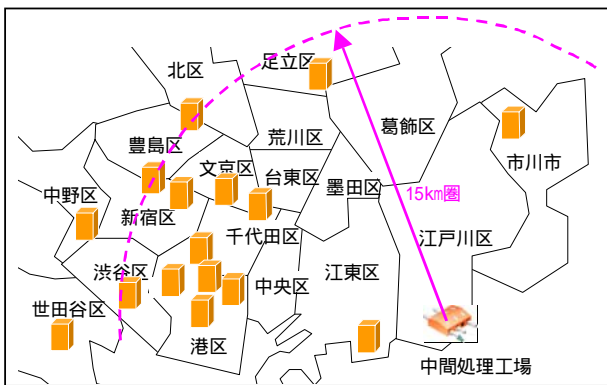 北区
足立区
豊島区
荒川区
葛飾区
文京区
台東区
墨田区
市川市
中野区
新宿区
15km圏
千代田区
江戸川区
渋谷区
中央区
江東区
世田谷区
港区
中間処理工場